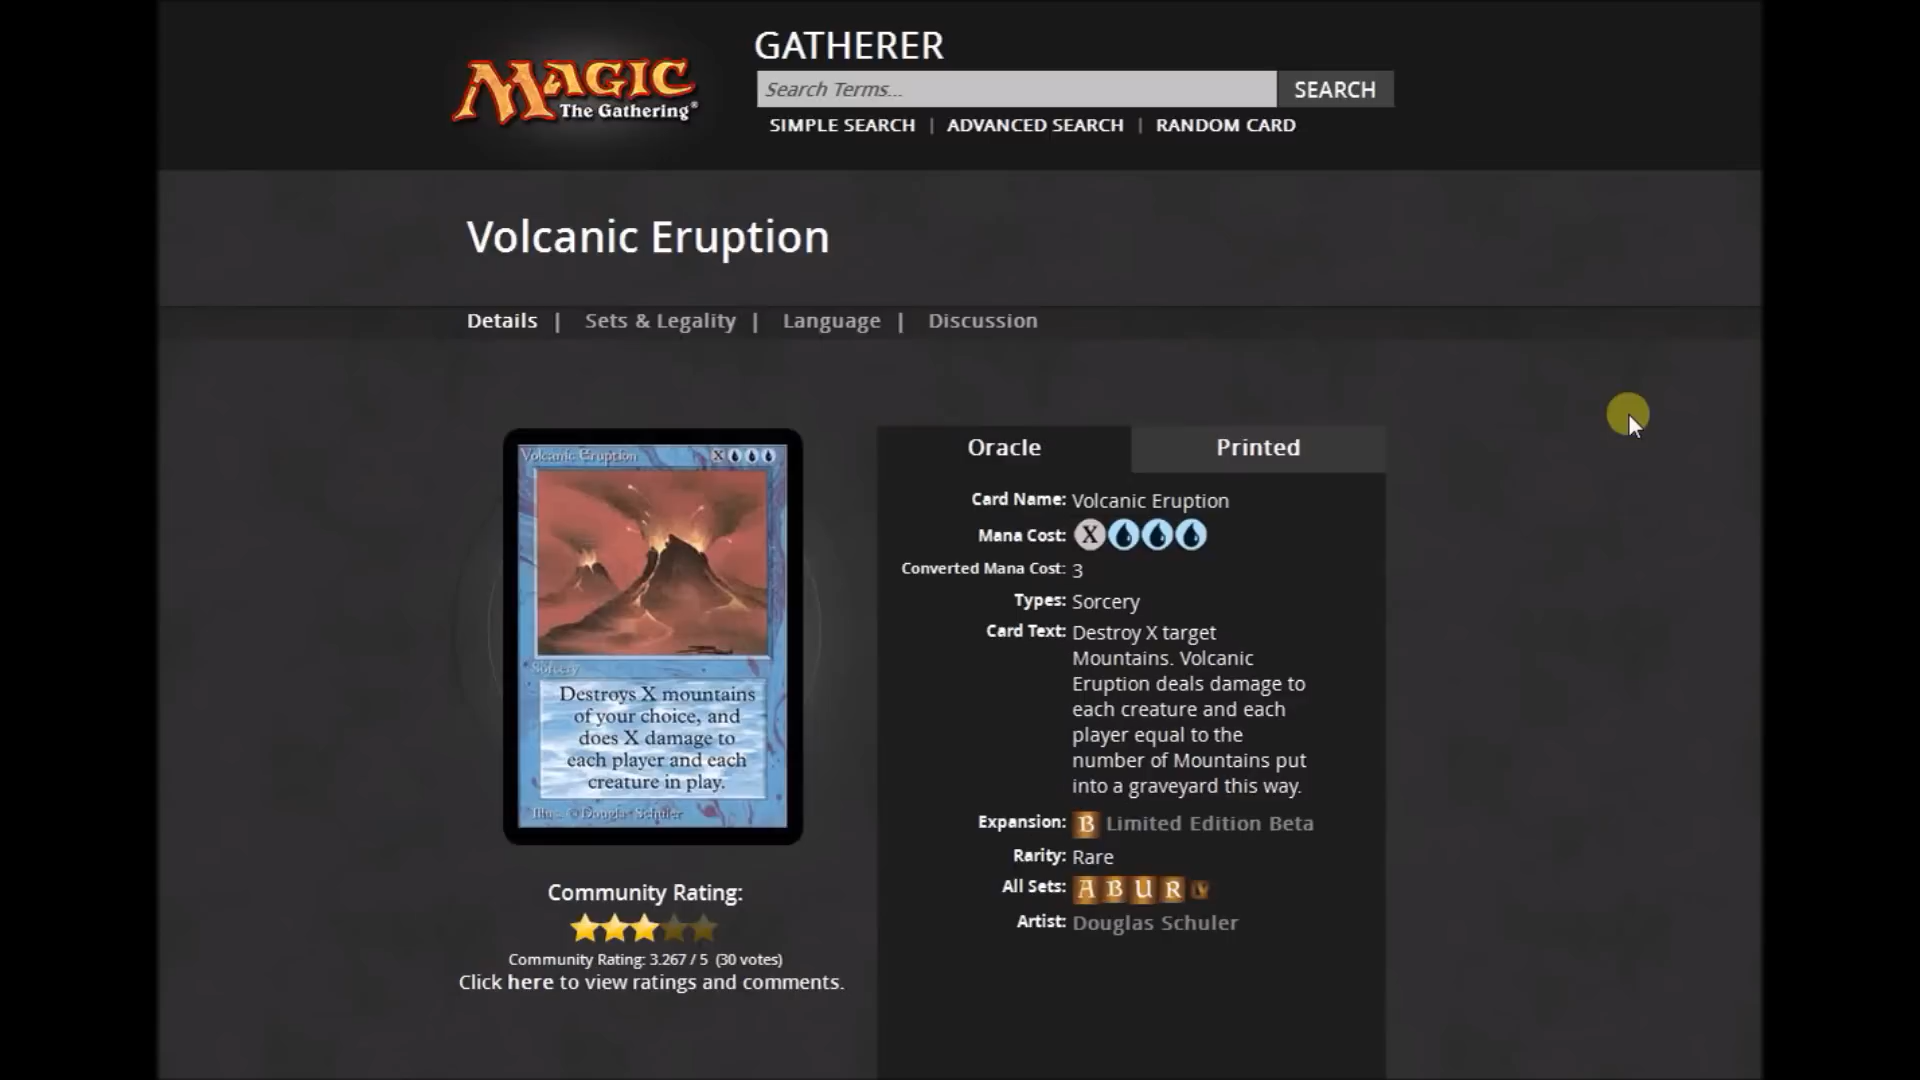 MAGIC
The Gathering®
GATHERER
Search Terms...
SEARCH
SIMPLE SEARCH | ADVANCED SEARCH | RANDOM CARD
Volcanic Eruption
Details | Sets & Legality | Language | Discussion
Volcanic Eruption X
Sorcery
Destroys X mountains
of your choice, and
does X damage to
each player and each
creature in play.
Illus. © Douglas Schuler
Community Rating:
Community Rating: 3.267 / 5 (30 votes)
Click here to view ratings and comments.
Oracle
Printed
Card Name: Volcanic Eruption
Mana Cost: X
Converted Mana Cost: 3
Types: Sorcery
Card Text: Destroy X target
Mountains. Volcanic
Eruption deals damage to
each creature and each
player equal to the
number of Mountains put
into a graveyard this way.
Expansion: B Limited Edition Beta
Rarity: Rare
All Sets: A B U R
Artist: Douglas Schuler